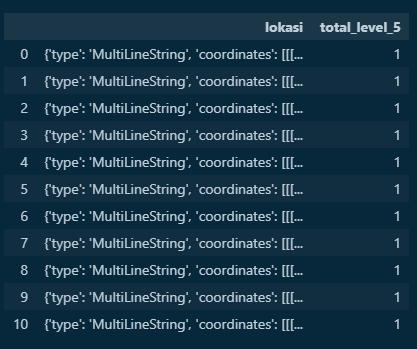 lokasi total_level_5
0 {'type': 'MultiLineString', 'coordinates': [[[... 1
1 {'type': 'MultiLineString', 'coordinates': [[[... 1
2 {'type': 'MultiLineString', 'coordinates': [[[... 1
3 {'type': 'MultiLineString', 'coordinates': [[[... 1
4 {'type': 'MultiLineString', 'coordinates': [[[... 1
5 {'type': 'MultiLineString', 'coordinates': [[[... 1
6 {'type': 'MultiLineString', 'coordinates': [[[... 1
7 {'type': 'MultiLineString', 'coordinates': [[[... 1
8 {'type': 'MultiLineString', 'coordinates': [[[... 1
9 {'type': 'MultiLineString', 'coordinates': [[[... 1
10 {'type': 'MultiLineString', 'coordinates': [[[... 1